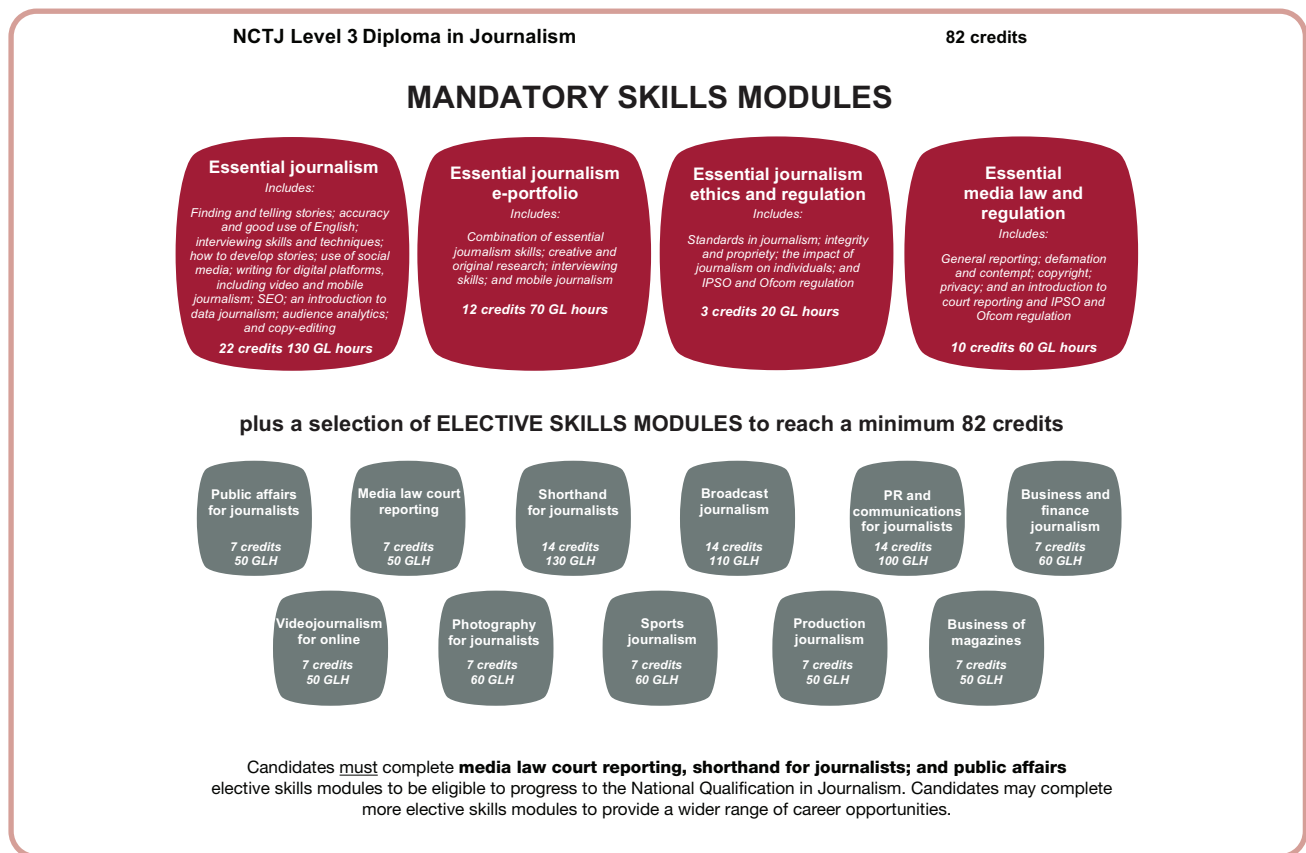 NCTJ Level 3 Diploma in Journalism
82 credits
MANDATORY SKILLS MODULES
Essential journalism
Includes:
Finding and telling stories; accuracy
and good use of English;
interviewing skills and techniques;
how to develop stories; use of social
media; writing for digital platforms,
including video and mobile
journalism; SEO; an introduction to
data journalism; audience analytics;
and copy-editing
22 credits 130 GL hours
Essential journalism
e-portfolio
Includes:
Combination of essential
journalism skills; creative and
original research; interviewing
skills; and mobile journalism
12 credits 70 GL hours
Essential journalism
ethics and regulation
Includes:
Standards in journalism; integrity
and propriety; the impact of
journalism on individuals; and
IPSO and Ofcom regulation
3 credits 20 GL hours
Essential
media law and
regulation
Includes:
General reporting; defamation
and contempt; copyright;
privacy; and an introduction to
court reporting and IPSO and
Ofcom regulation
10 credits 60 GL hours
plus a selection of ELECTIVE SKILLS MODULES to reach a minimum 82 credits
Public affairs
for journalists
7 credits
50 GLH
Media law court
reporting
7 credits
50 GLH
Shorthand
for journalists
14 credits
130 GLH
Broadcast
journalism
14 credits
110 GLH
PR and
communications
for journalists
14 credits
100 GLH
Business and
finance
journalism
7 credits
60 GLH
Videojournalism
for online
7 credits
50 GLH
Photography
for journalists
7 credits
60 GLH
Sports
journalism
7 credits
60 GLH
Production
journalism
7 credits
50 GLH
Business of
magazines
7 credits
50 GLH
Candidates must complete media law court reporting, shorthand for journalists; and public affairs
elective skills modules to be eligible to progress to the National Qualification in Journalism. Candidates may complete
more elective skills modules to provide a wider range of career opportunities.